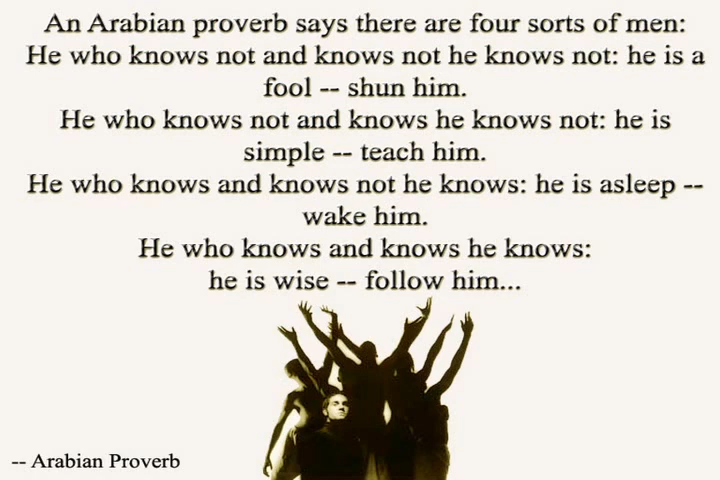 An Arabian proverb says there are four sorts of men:
He who knows not and knows not he knows not: he is a
fool -- shun him.
He who knows not and knows he knows not: he is
simple -- teach him.
He who knows and knows not he knows: he is asleep --
wake him.
He who knows and knows he knows:
he is wise -- follow him...
-- Arabian Proverb